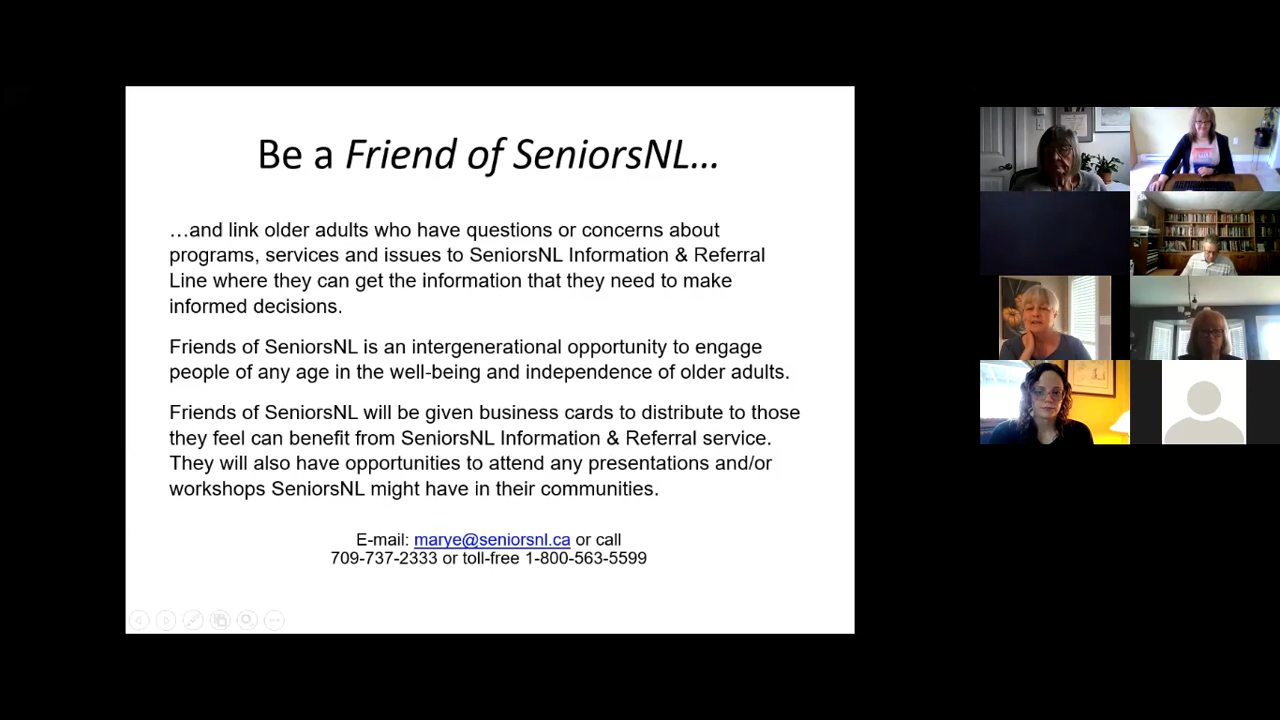 Be a Friend of SeniorsNL...
...and link older adults who have questions or concerns about
programs, services and issues to SeniorsNL Information & Referral
Line where they can get the information that they need to make
informed decisions.
Friends of SeniorsNL is an intergenerational opportunity to engage
people of any age in the well-being and independence of older adults.
Friends of SeniorsNL will be given business cards to distribute to those
they feel can benefit from SeniorsNL Information & Referral service.
They will also have opportunities to attend any presentations and/or
workshops SeniorsNL might have in their communities.
E-mail: marye@seniorsnl.ca or call
709-737-2333 or toll-free 1-800-563-5599